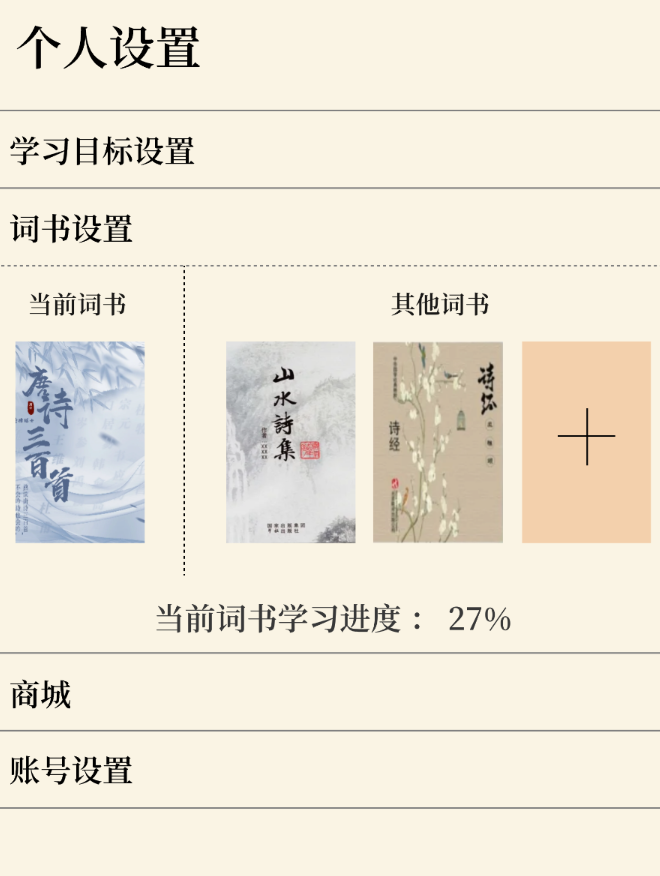 个人设置
学习目标设置
词书设置
当前词书
其他词书
唐诗
三百首
山水詩集
诗经
当前词书学习进度： 27%
商城
账号设置